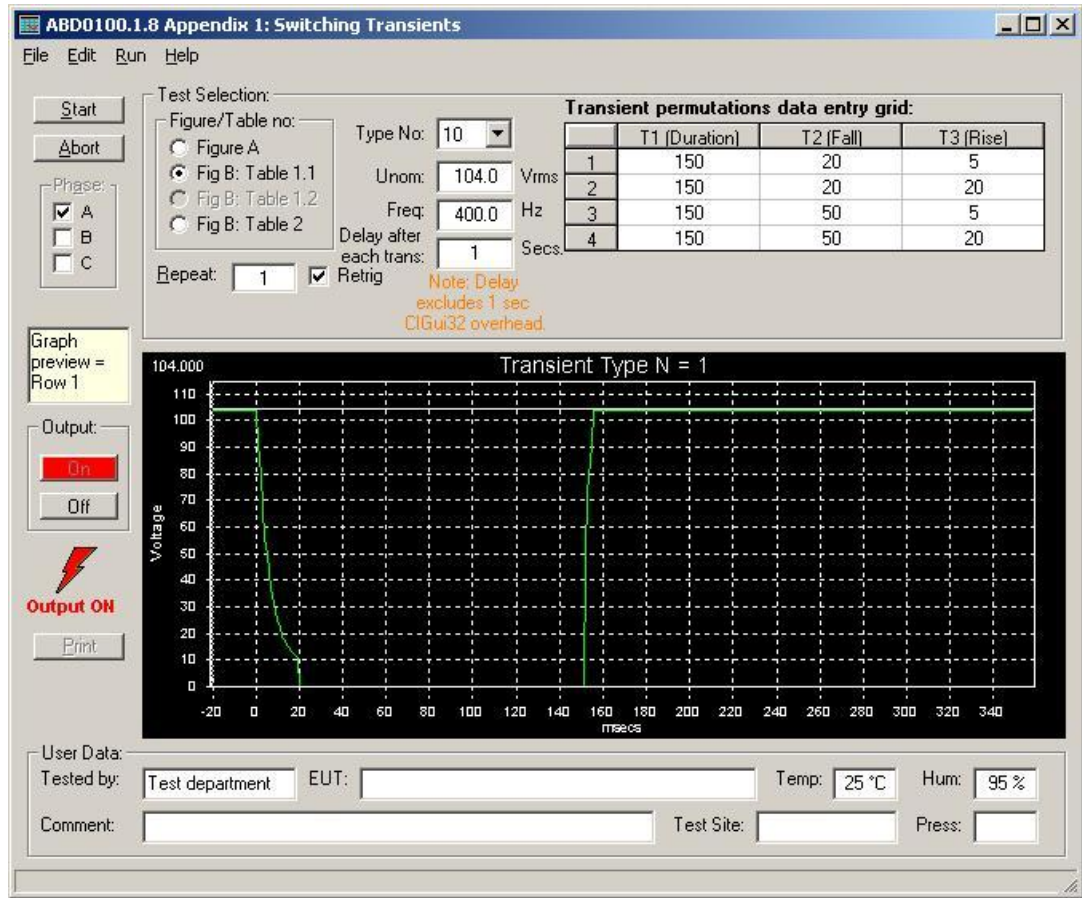 ABD0100.1.8 Appendix 1: Switching Transients
File Edit Run Help
Start
Abort
Phase:
A
B
C
Test Selection:
Figure/Table no:
Figure A
Fig B: Table 1.1
Fig B: Table 1.2
Fig B: Table 2
Repeat: 1 Retrig
Type No: 10
Unom: 104.0 Vrms
Freq: 400.0 Hz
Delay after
each trans: 1 Secs.
Note: Delay
excludes 1 sec
CIGui32 overhead.
Transient permutations data entry grid:
T1 (Duration) T2 (Fall) T3 (Rise)
1 150 20 5
2 150 20 20
3 150 50 5
4 150 50 20
Graph
preview =
Row 1
Output:
On
Off
Output ON
Print
104.000 Transient Type N = 1
110
100
90
80
70
60
50
40
30
20
10
0
Voltage
-20 0 20 40 60 80 100 120 140 160 180 200 220 240 260 280 300 320 340
msecs
User Data:
Tested by: Test department EUT: Temp: 25 °C Hum: 95 %
Comment: Test Site: Press: